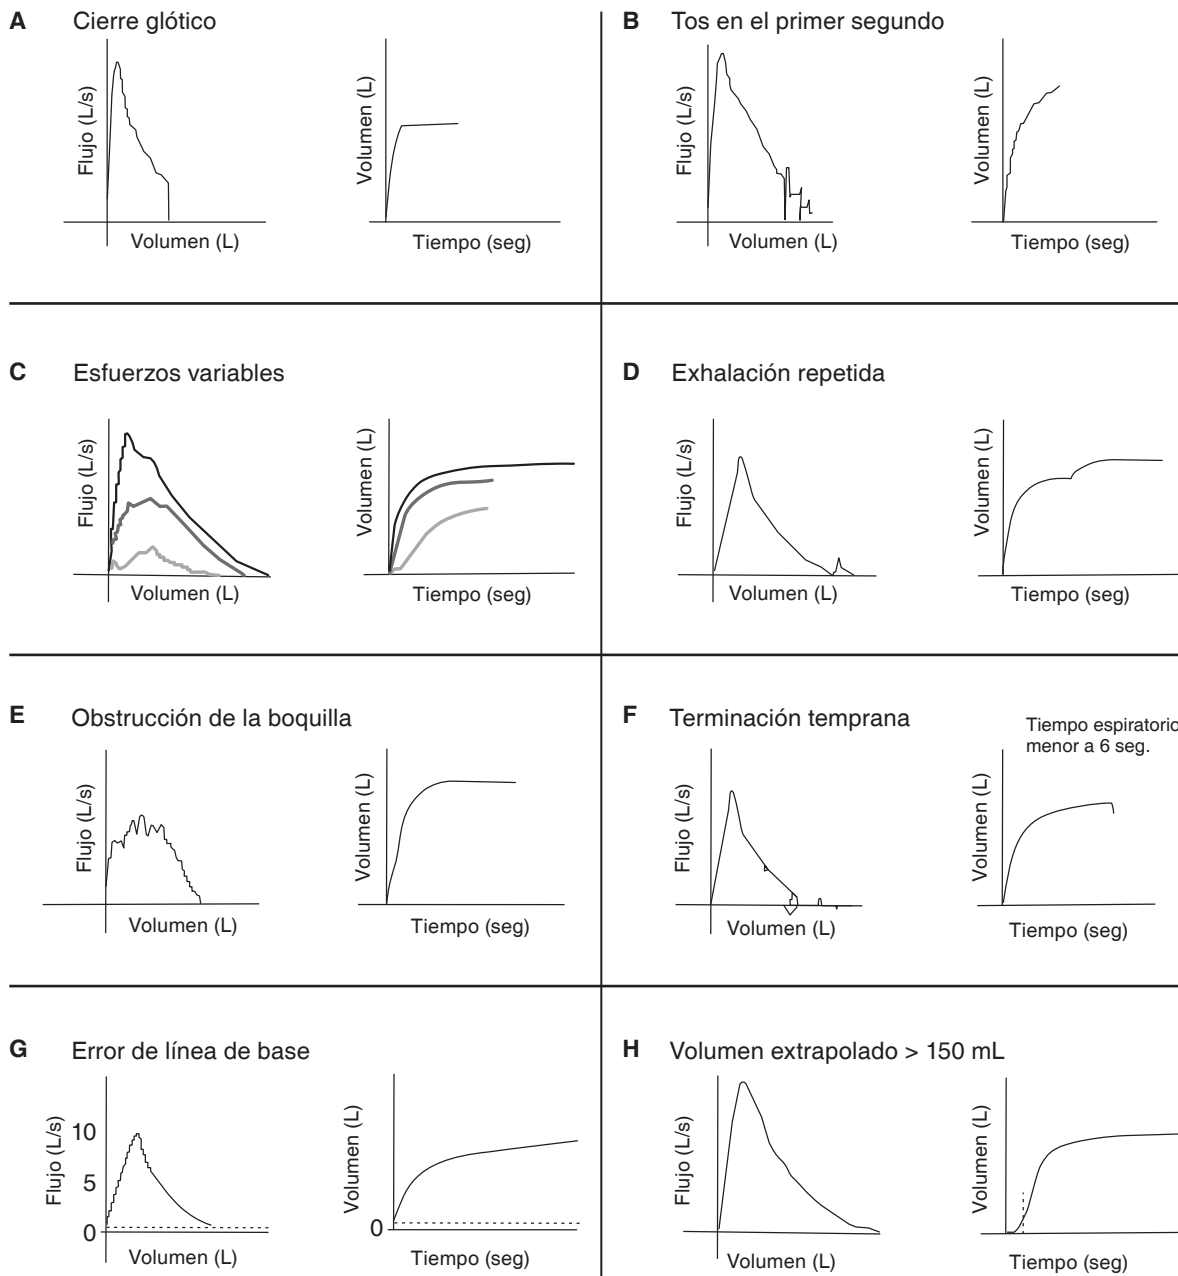 A Cierre glótico
Flujo (L/s)
Volumen (L)
Volumen (L)
Tiempo (seg)
B Tos en el primer segundo
Flujo (L/s)
Volumen (L)
Volumen (L)
Tiempo (seg)
C Esfuerzos variables
Flujo (L/s)
Volumen (L)
Volumen (L)
Tiempo (seg)
D Exhalación repetida
Flujo (L/s)
Volumen (L)
Volumen (L)
Tiempo (seg)
E Obstrucción de la boquilla
Flujo (L/s)
Volumen (L)
Volumen (L)
Tiempo (seg)
F Terminación temprana
Tiempo espiratorio
menor a 6 seg.
Flujo (L/s)
Volumen (L)
Volumen (L)
Tiempo (seg)
G Error de línea de base
Flujo (L/s)
10
5
0
Volumen (L)
Volumen (L)
0
Tiempo (seg)
H Volumen extrapolado > 150 mL
Flujo (L/s)
Volumen (L)
Volumen (L)
Tiempo (seg)